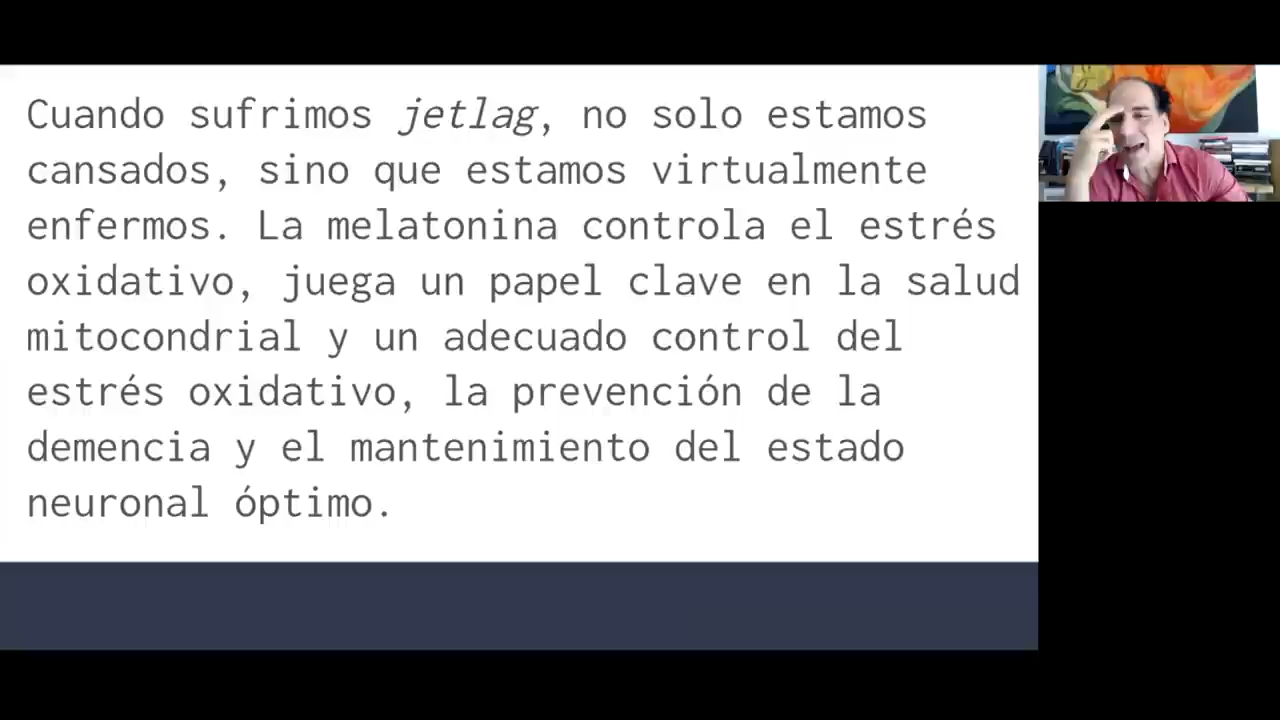 Cuando sufrimos jetlag, no solo estamos
cansados, sino que estamos virtualmente
enfermos. La melatonina controla el estrés
oxidativo, juega un papel clave en la salud
mitocondrial y un adecuado control del
estrés oxidativo, la prevención de la
demencia y el mantenimiento del estado
neuronal óptimo.